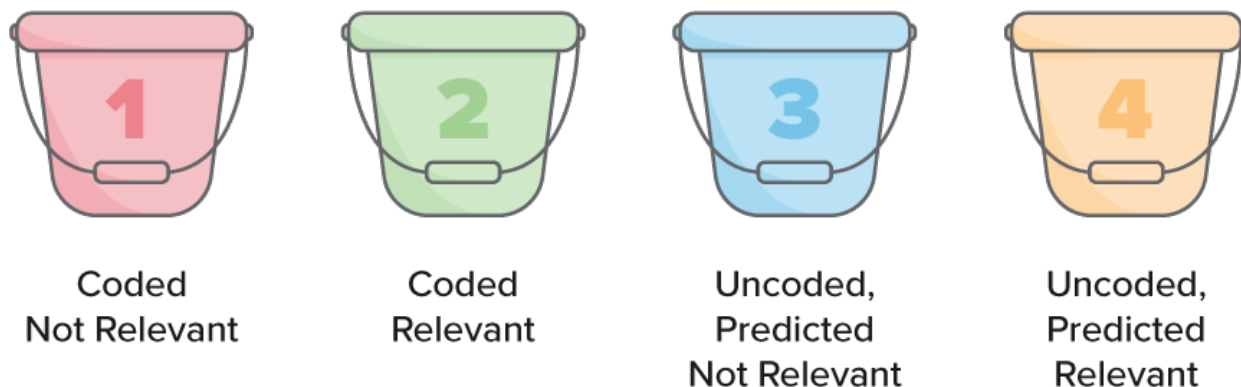 1
2
3
4
Coded
Not Relevant
Coded
Relevant
Uncoded,
Predicted
Not Relevant
Uncoded,
Predicted
Relevant